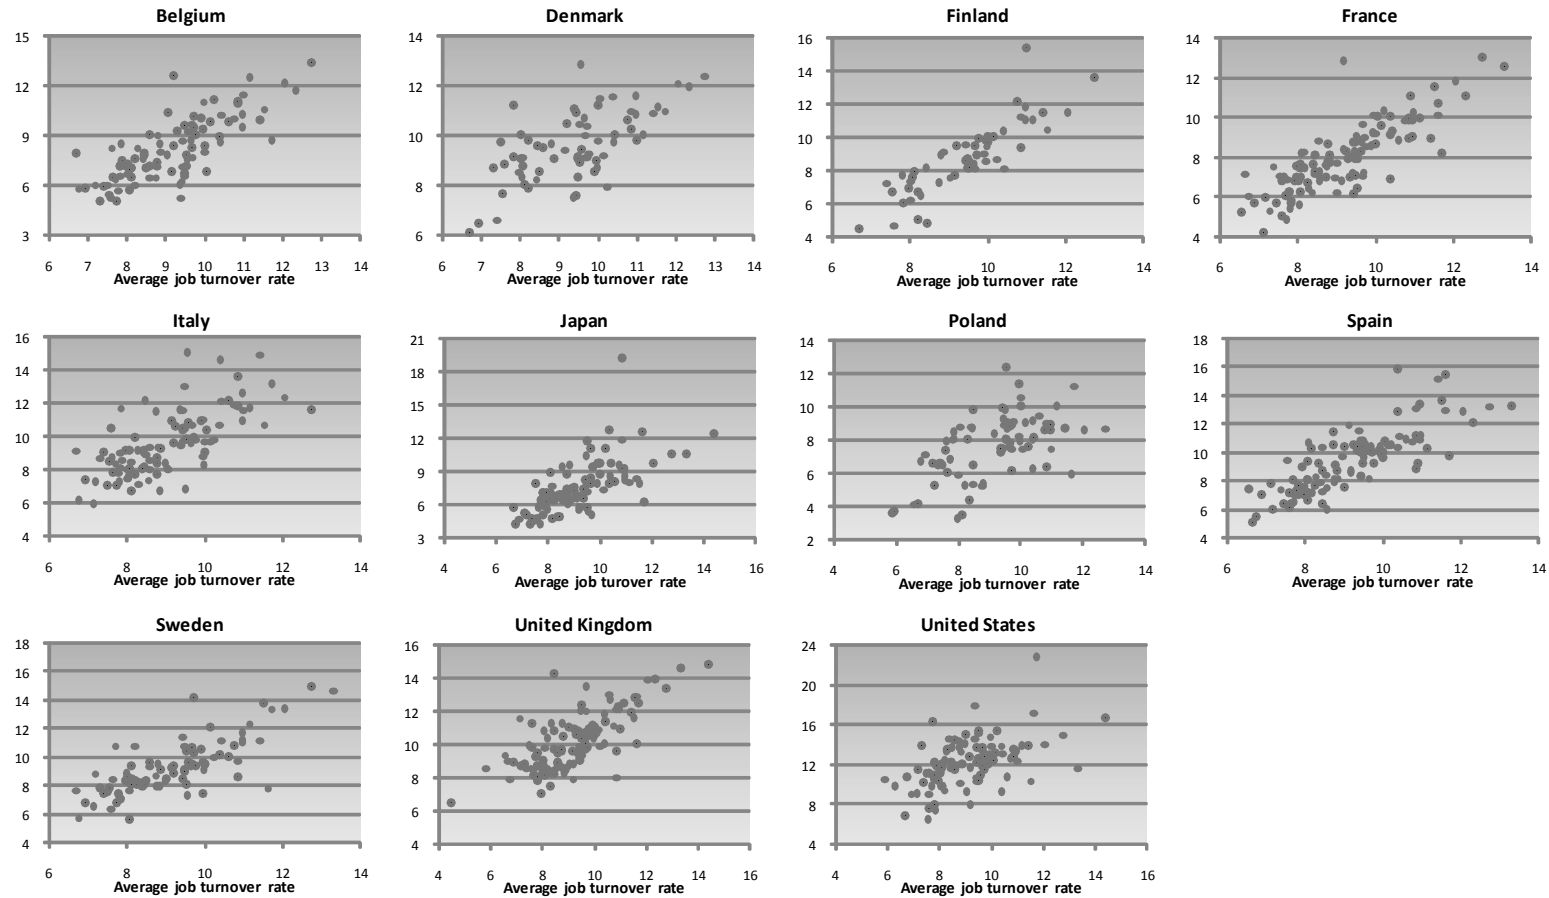 Belgium
15
12
9
6
3
6 7 8 9 10 11 12 13 14
Average job turnover rate
Denmark
14
12
10
8
6
6 7 8 9 10 11 12 13 14
Average job turnover rate
Finland
16
14
12
10
8
6
4
6 8 10 12 14
Average job turnover rate
France
14
12
10
8
6
4
6 8 10 12 14
Average job turnover rate
Italy
16
14
12
10
8
6
4
6 8 10 12 14
Average job turnover rate
Japan
21
18
15
12
9
6
3
4 6 8 10 12 14 16
Average job turnover rate
Poland
14
12
10
8
6
4
2
4 6 8 10 12 14
Average job turnover rate
Spain
18
16
14
12
10
8
6
4
6 8 10 12 14
Average job turnover rate
Sweden
18
16
14
12
10
8
6
4
6 8 10 12 14
Average job turnover rate
United Kingdom
16
14
12
10
8
6
4
4 6 8 10 12 14 16
Average job turnover rate
United States
24
20
16
12
8
4
4 6 8 10 12 14 16
Average job turnover rate